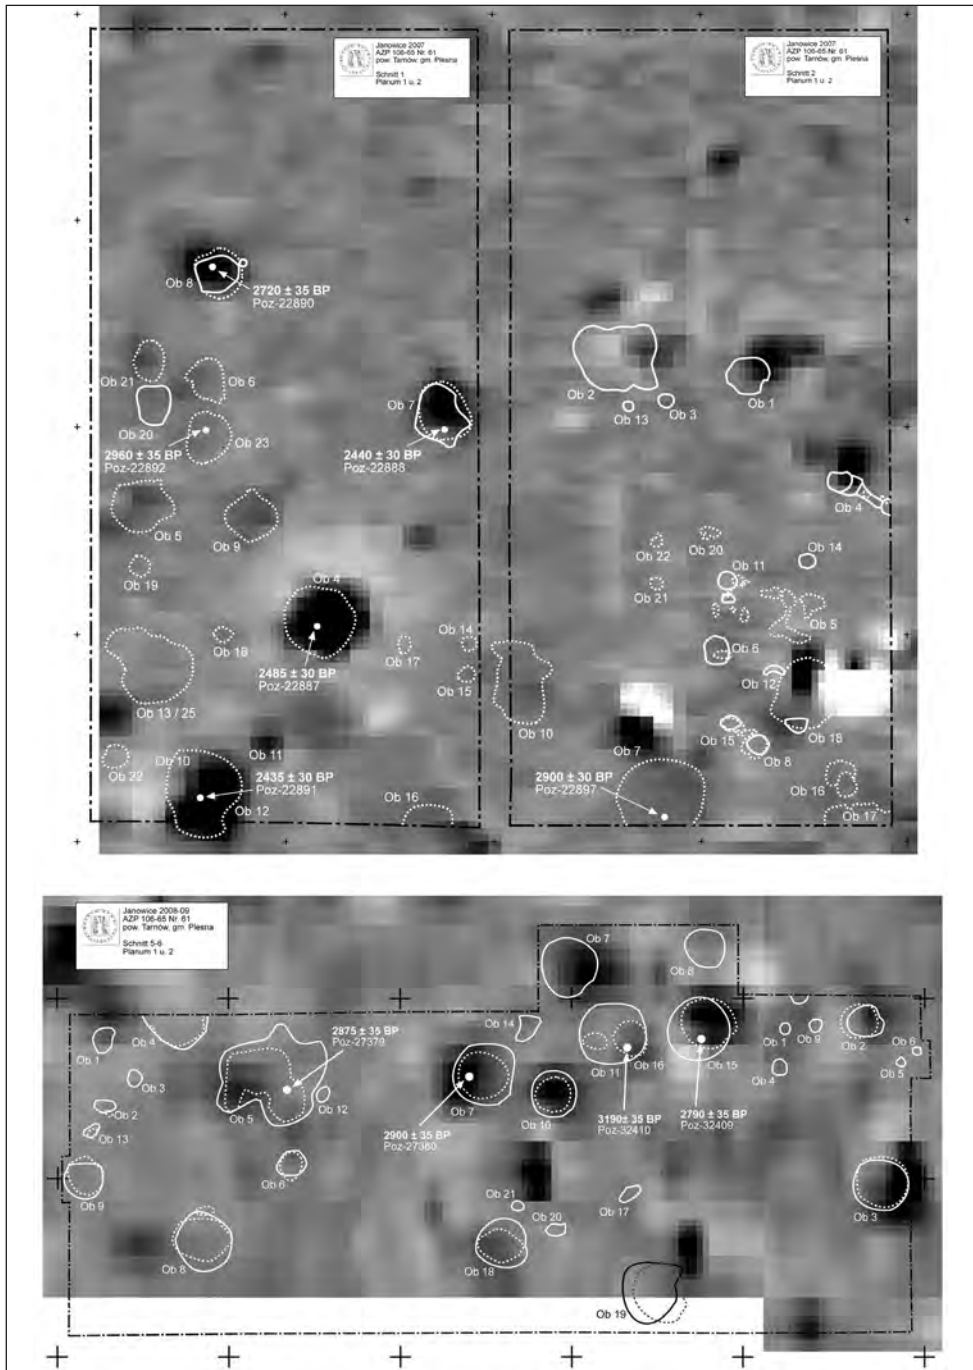 Janowice 2007
AZP 106-65 Nr. 61
pow. Tarnów, gm. Plesna
Schnitt 1
Planum 1 u. 2
Ob 8
2720 ± 35 BP
Poz-22890
Ob 21
Ob 6
Ob 7
Ob 20
Ob 23
2960 ± 35 BP
Poz-22892
2440 ± 30 BP
Poz-22888
Ob 5
Ob 9
Ob 19
Ob 4
Ob 18
Ob 17
Ob 14
Ob 15
2485 ± 30 BP
Poz-22887
Ob 13 / 25
Ob 11
Ob 22
Ob 10
2435 ± 30 BP
Poz-22891
Ob 12
Ob 16
Janowice 2007
AZP 106-65 Nr. 61
pow. Tarnów, gm. Plesna
Schnitt 2
Planum 1 u. 2
Ob 2
Ob 13
Ob 3
Ob 1
Ob 4
Ob 20
Ob 22
Ob 14
Ob 11
Ob 21
Ob 5
Ob 6
Ob 12
Ob 10
Ob 7
Ob 15
Ob 18
Ob 8
2900 ± 30 BP
Poz-22897
Ob 16
Ob 17
Janowice 2008-09
AZP 106-65 Nr. 61
pow. Tarnów, gm. Plesna
Schnitt 5-6
Planum 1 u. 2
Ob 7
Ob 8
Ob 1
Ob 4
2875 ± 35 BP
Poz-27379
Ob 14
Ob 11
Ob 16
Ob 15
Ob 1
Ob 9
Ob 2
Ob 6
Ob 5
Ob 4
Ob 3
Ob 2
Ob 13
Ob 5
Ob 12
Ob 7
Ob 10
2900 ± 35 BP
Poz-27380
3190± 35 BP
Poz-32410
2790 ± 35 BP
Poz-32409
Ob 9
Ob 6
Ob 21
Ob 20
Ob 17
Ob 3
Ob 8
Ob 18
Ob 19